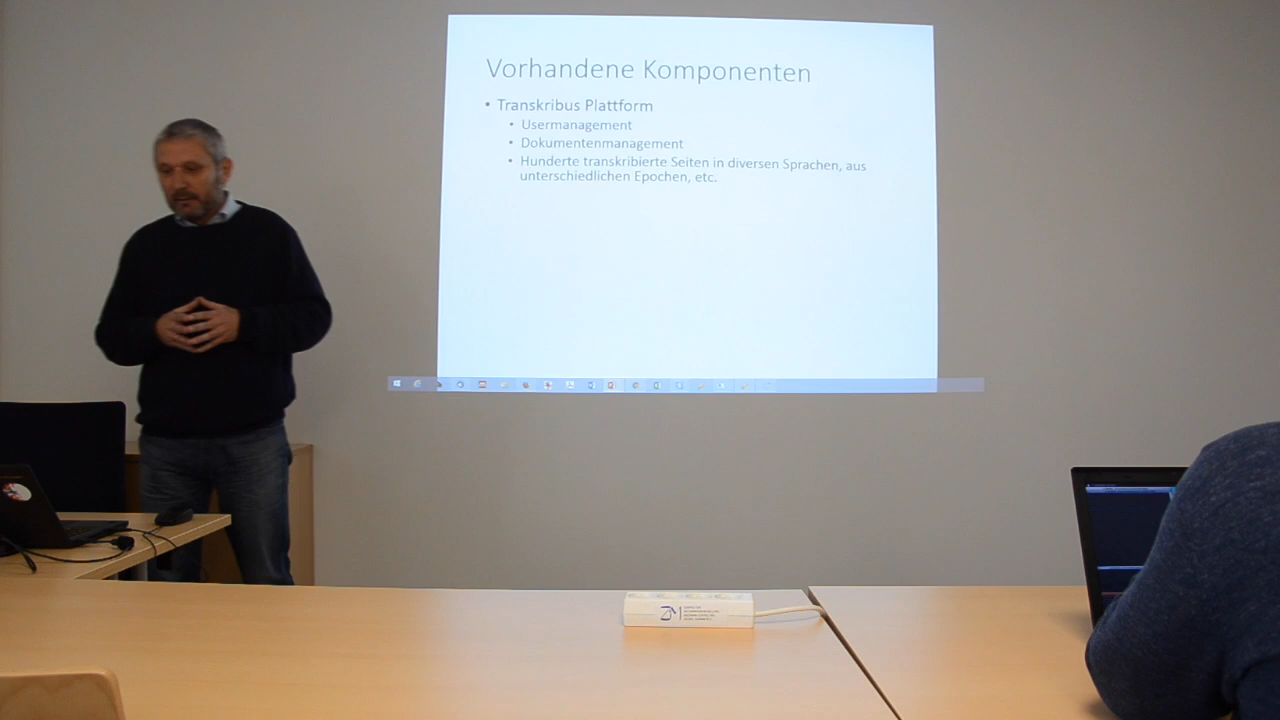 Vorhandene Komponenten
• Transkribus Plattform
• Usermanagement
• Dokumentenmanagement
• Hunderte transkribierte Seiten in diversen Sprachen, aus
unterschiedlichen Epochen, etc.